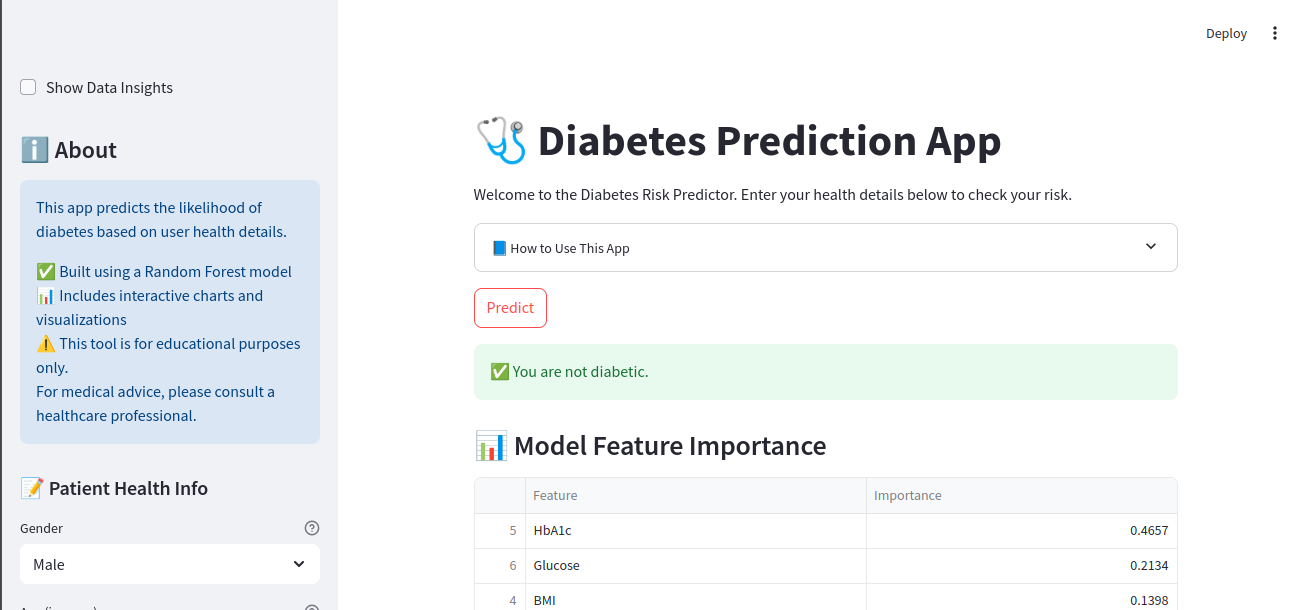 Deploy
Show Data Insights
ℹ️ About
This app predicts the likelihood of
diabetes based on user health details.
✅ Built using a Random Forest model
📊 Includes interactive charts and
visualizations
⚠️ This tool is for educational purposes
only.
For medical advice, please consult a
healthcare professional.
📝 Patient Health Info
Gender
Male
🩺 Diabetes Prediction App
Welcome to the Diabetes Risk Predictor. Enter your health details below to check your risk.
📘 How to Use This App
Predict
✅ You are not diabetic.
📊 Model Feature Importance
Feature Importance
5 HbA1c 0.4657
6 Glucose 0.2134
4 BMI 0.1398